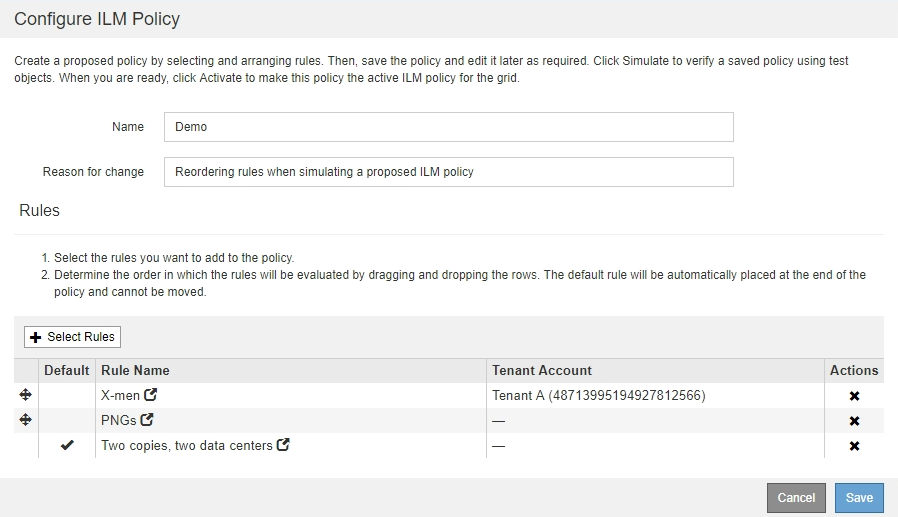 Configure ILM Policy
Create a proposed policy by selecting and arranging rules. Then, save the policy and edit it later as required. Click Simulate to verify a saved policy using test
objects. When you are ready, click Activate to make this policy the active ILM policy for the grid.
Name Demo
Reason for change Reordering rules when simulating a proposed ILM policy
Rules
1. Select the rules you want to add to the policy.
2. Determine the order in which the rules will be evaluated by dragging and dropping the rows. The default rule will be automatically placed at the end of the
policy and cannot be moved.
Select Rules
Default Rule Name Tenant Account Actions
X-men Tenant A (48713995194927812566)
PNGs —
Two copies, two data centers —
Cancel Save